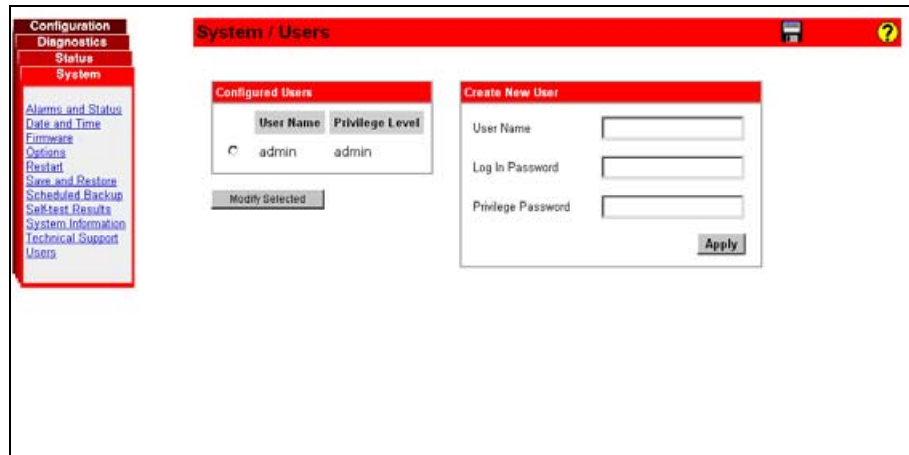 Configuration
Diagnostics
Status
System
Alarms and Status
Date and Time
Firmware
Options
Restart
Save and Restore
Scheduled Backup
Self-test Results
System Information
Technical Support
Users
System / Users
?
Configured Users
User Name Privilege Level
admin admin
Modify Selected
Create New User
User Name
Log In Password
Privilege Password
Apply